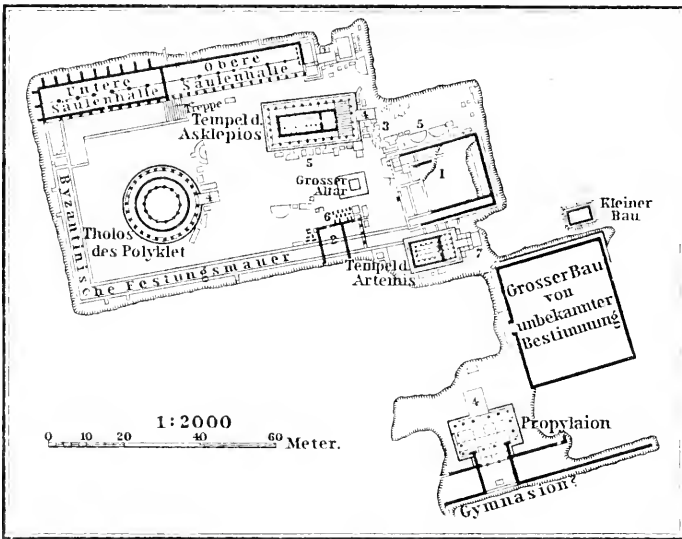 Untere
Säulenhalle
Obere
Säulenhalle
Treppe
Tempel d.
Asklepios
3
5
5
1
Grosser
Altar
6
2
Tholos
des Polyklet
Byzantinische Festungsmauer
Tempel d.
Artemis
7
Kleiner
Bau
Grosser Bau
von
unbekannter
Bestimmung
4
Propylaion
Gymnasion?
1:2000
0 10 20 40 60 Meter.